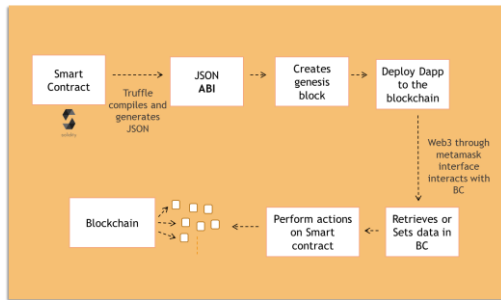 Smart
Contract
solidity
Truffle
compiles and
generates
JSON
JSON
ABI
Creates
genesis
block
Deploy Dapp
to the
blockchain
Web3 through
metamask
interface
interacts with
BC
Retrieves or
Sets data in
BC
Perform actions
on Smart
contract
Blockchain